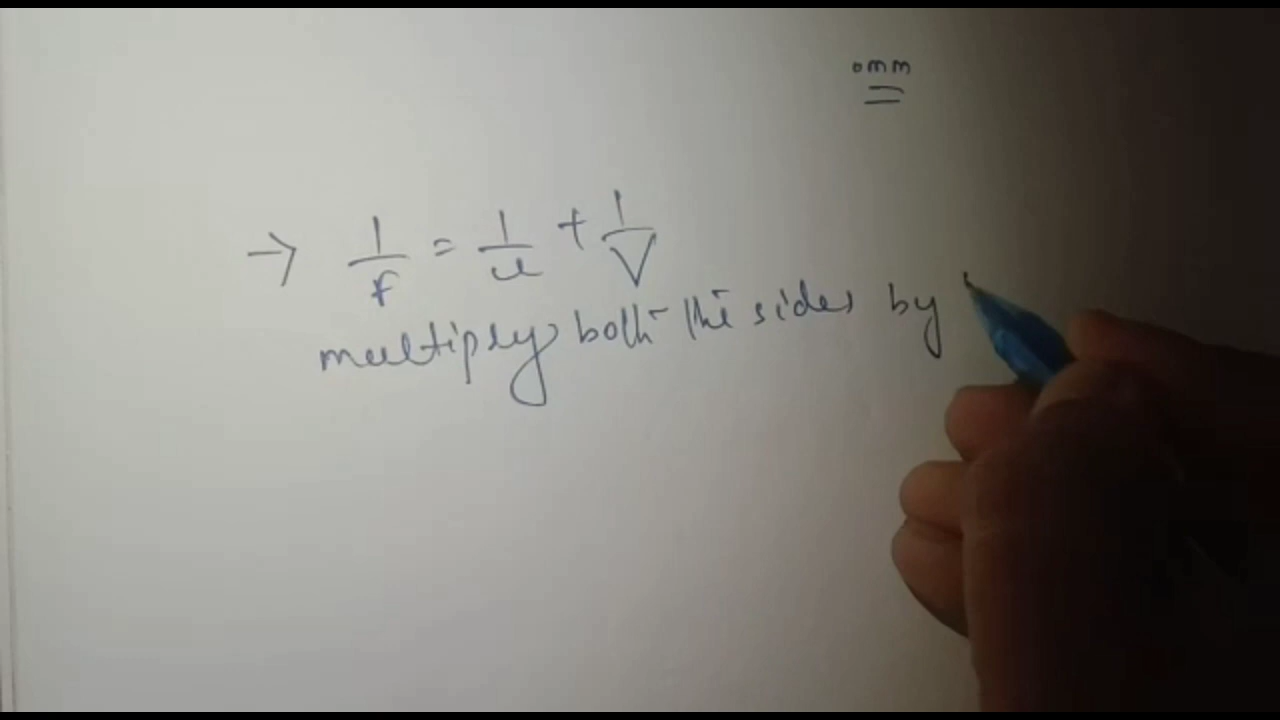 omm
→ 1/f = 1/u + 1/V
multiply both the sides by